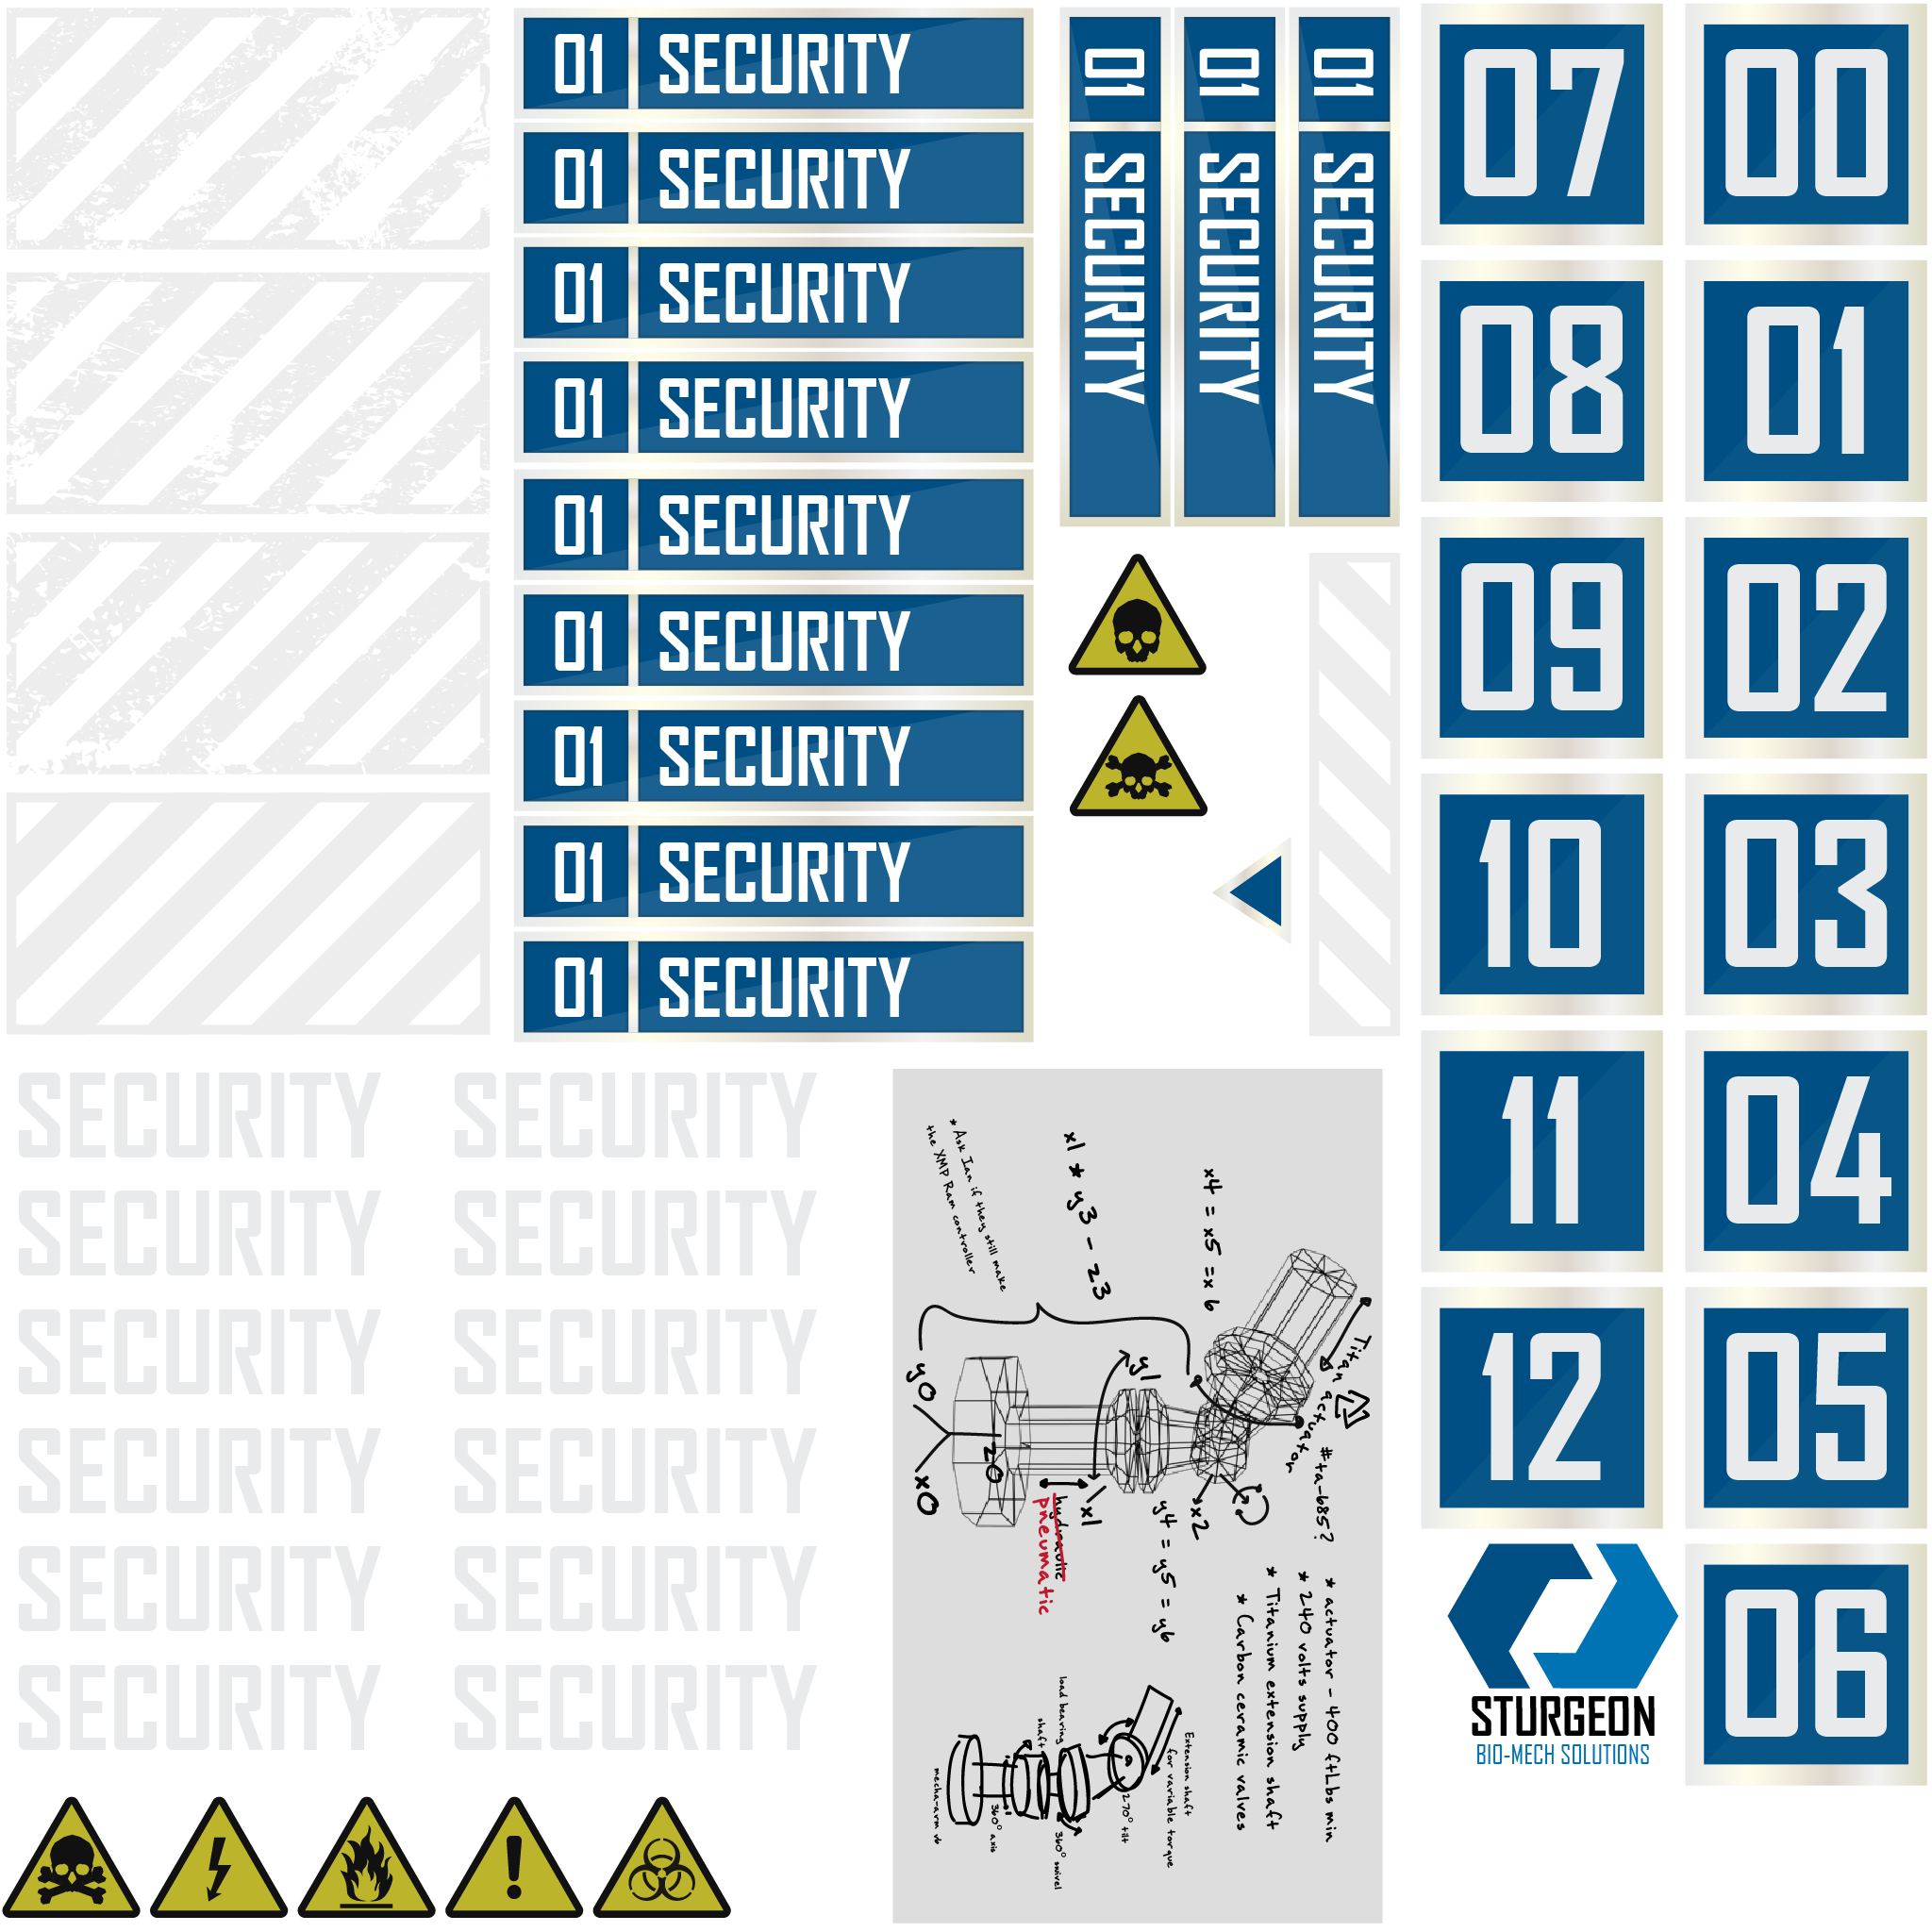 01 SECURITY
01 SECURITY
01 SECURITY
01 SECURITY
01 SECURITY
01 SECURITY
01 SECURITY
01 SECURITY
01 SECURITY
01 SECURITY
01 SECURITY
01 SECURITY
07
00
08
01
09
02
10
03
11
04
12
05
06
SECURITY
SECURITY
SECURITY
SECURITY
SECURITY
SECURITY
SECURITY
SECURITY
SECURITY
SECURITY
SECURITY
SECURITY
Titan actuator
#ta-685?
* actuator - 400 ftLbs min
* 240 volts supply
* Titanium extension shaft
* Carbon ceramic valves
x4 = x5 = x6
x2
y4 = y5 = y6
y1
x1
x1 * y3 - z3
hydraulic
pneumatic
* Ask Ian if they still make
the XMP Ram controller
y0
z0
x0
Extension shaft
for variable torque
270° tilt
load bearing
shaft
360° swivel
360° axis
mecha-arm v6
STURGEON
BIO-MECH SOLUTIONS